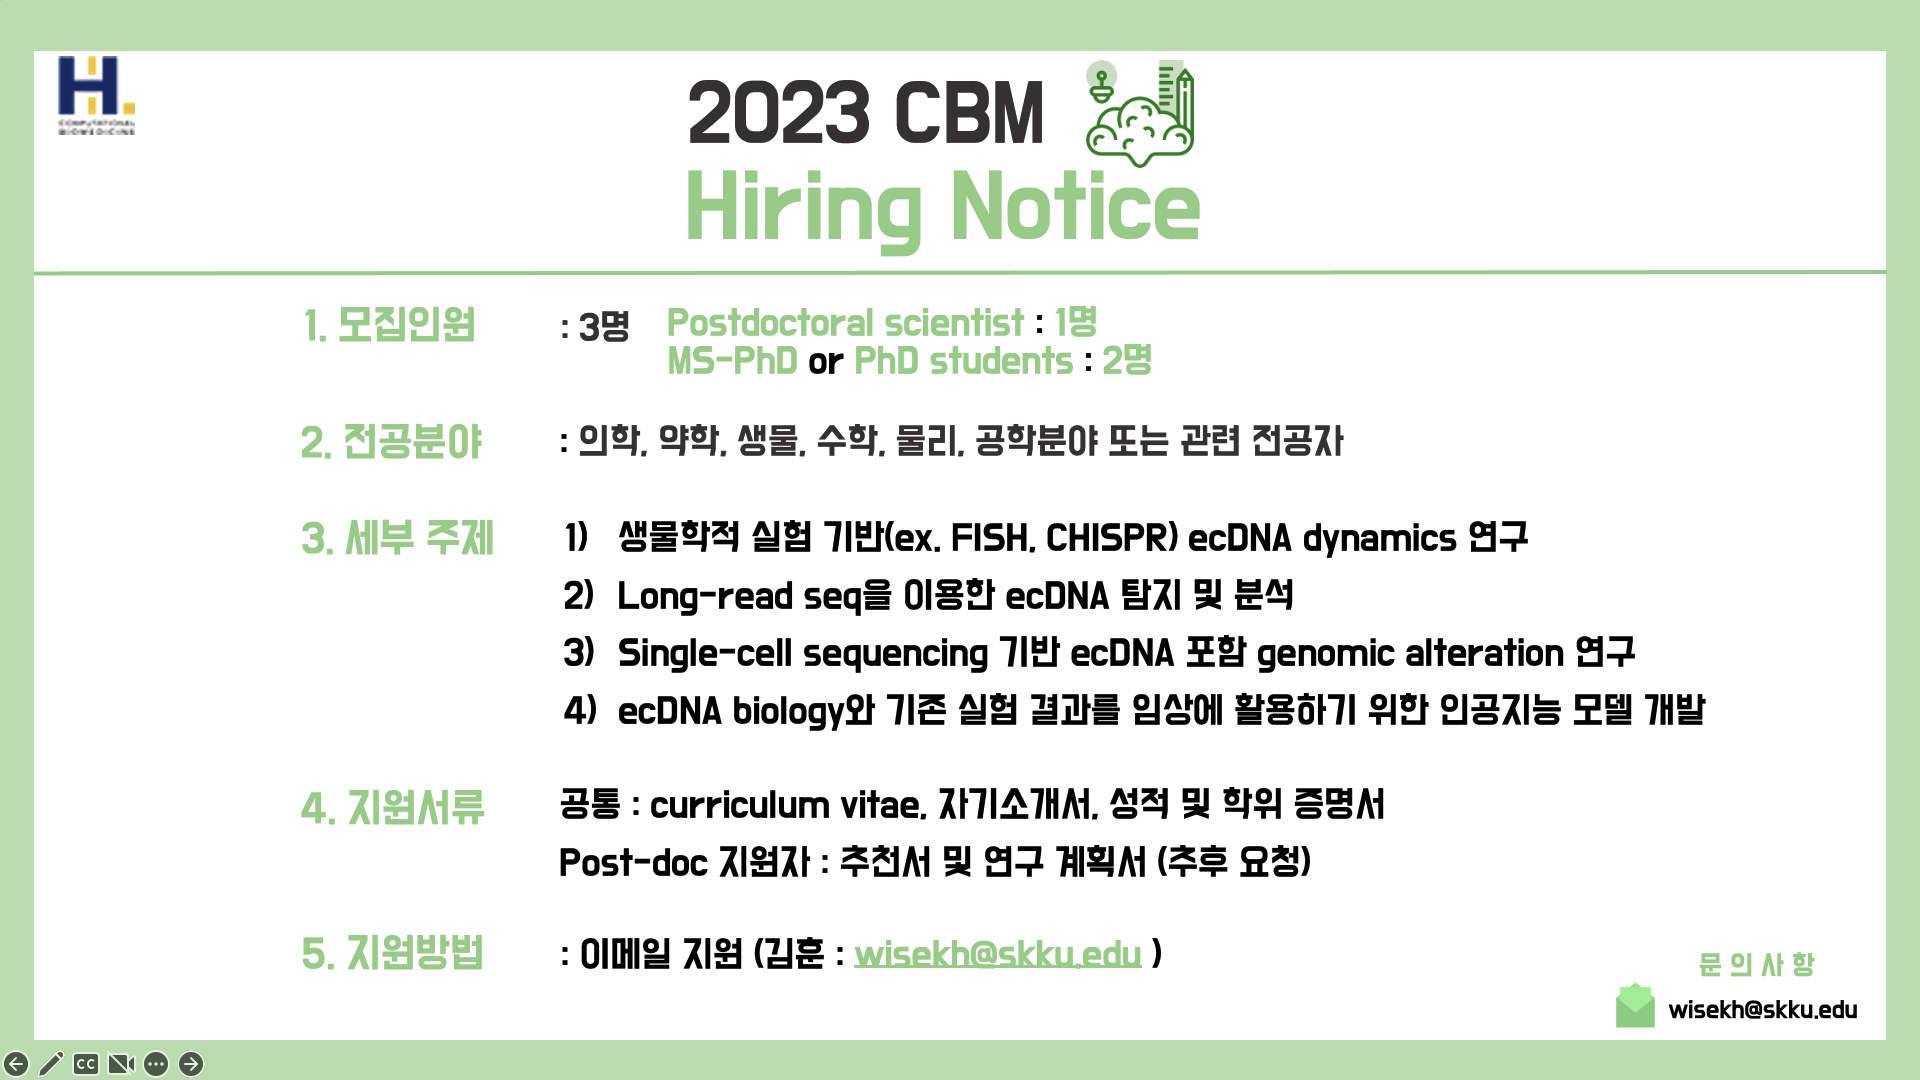 COMPUTATIONAL
BIOMEDICINE
2023 CBM
Hiring Notice
1. 모집인원 : 3명 Postdoctoral scientist : 1명
MS-PhD or PhD students : 2명
2. 전공분야 : 의학, 약학, 생물, 수학, 물리, 공학분야 또는 관련 전공자
3. 세부 주제 1) 생물학적 실험 기반(ex. FISH, CHISPR) ecDNA dynamics 연구
2) Long-read seq을 이용한 ecDNA 탐지 및 분석
3) Single-cell sequencing 기반 ecDNA 포함 genomic alteration 연구
4) ecDNA biology와 기존 실험 결과를 임상에 활용하기 위한 인공지능 모델 개발
4. 지원서류 공통 : curriculum vitae, 자기소개서, 성적 및 학위 증명서
Post-doc 지원자 : 추천서 및 연구 계획서 (추후 요청)
5. 지원방법 : 이메일 지원 (김훈 : wisekh@skku.edu )
문의사항
wisekh@skku.edu
CC